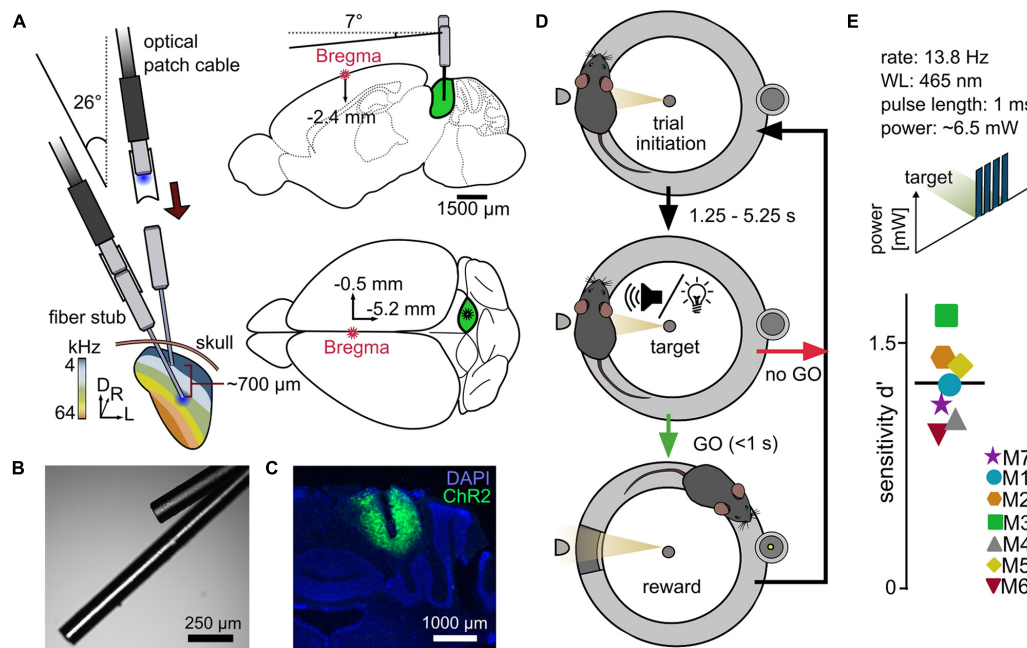 A
optical
patch cable
26°
fiber stub
skull
kHz
4
64
D
R
L
~700 µm
7°
Bregma
-2.4 mm
1500 µm
-0.5 mm
-5.2 mm
Bregma
B
250 µm
C
DAPI
ChR2
1000 µm
D
trial
initiation
1.25 - 5.25 s
target
no GO
GO (<1 s)
reward
E
rate: 13.8 Hz
WL: 465 nm
pulse length: 1 ms
power: ~6.5 mW
target
power
[mW]
sensitivity d'
1.5
0
M7
M1
M2
M3
M4
M5
M6